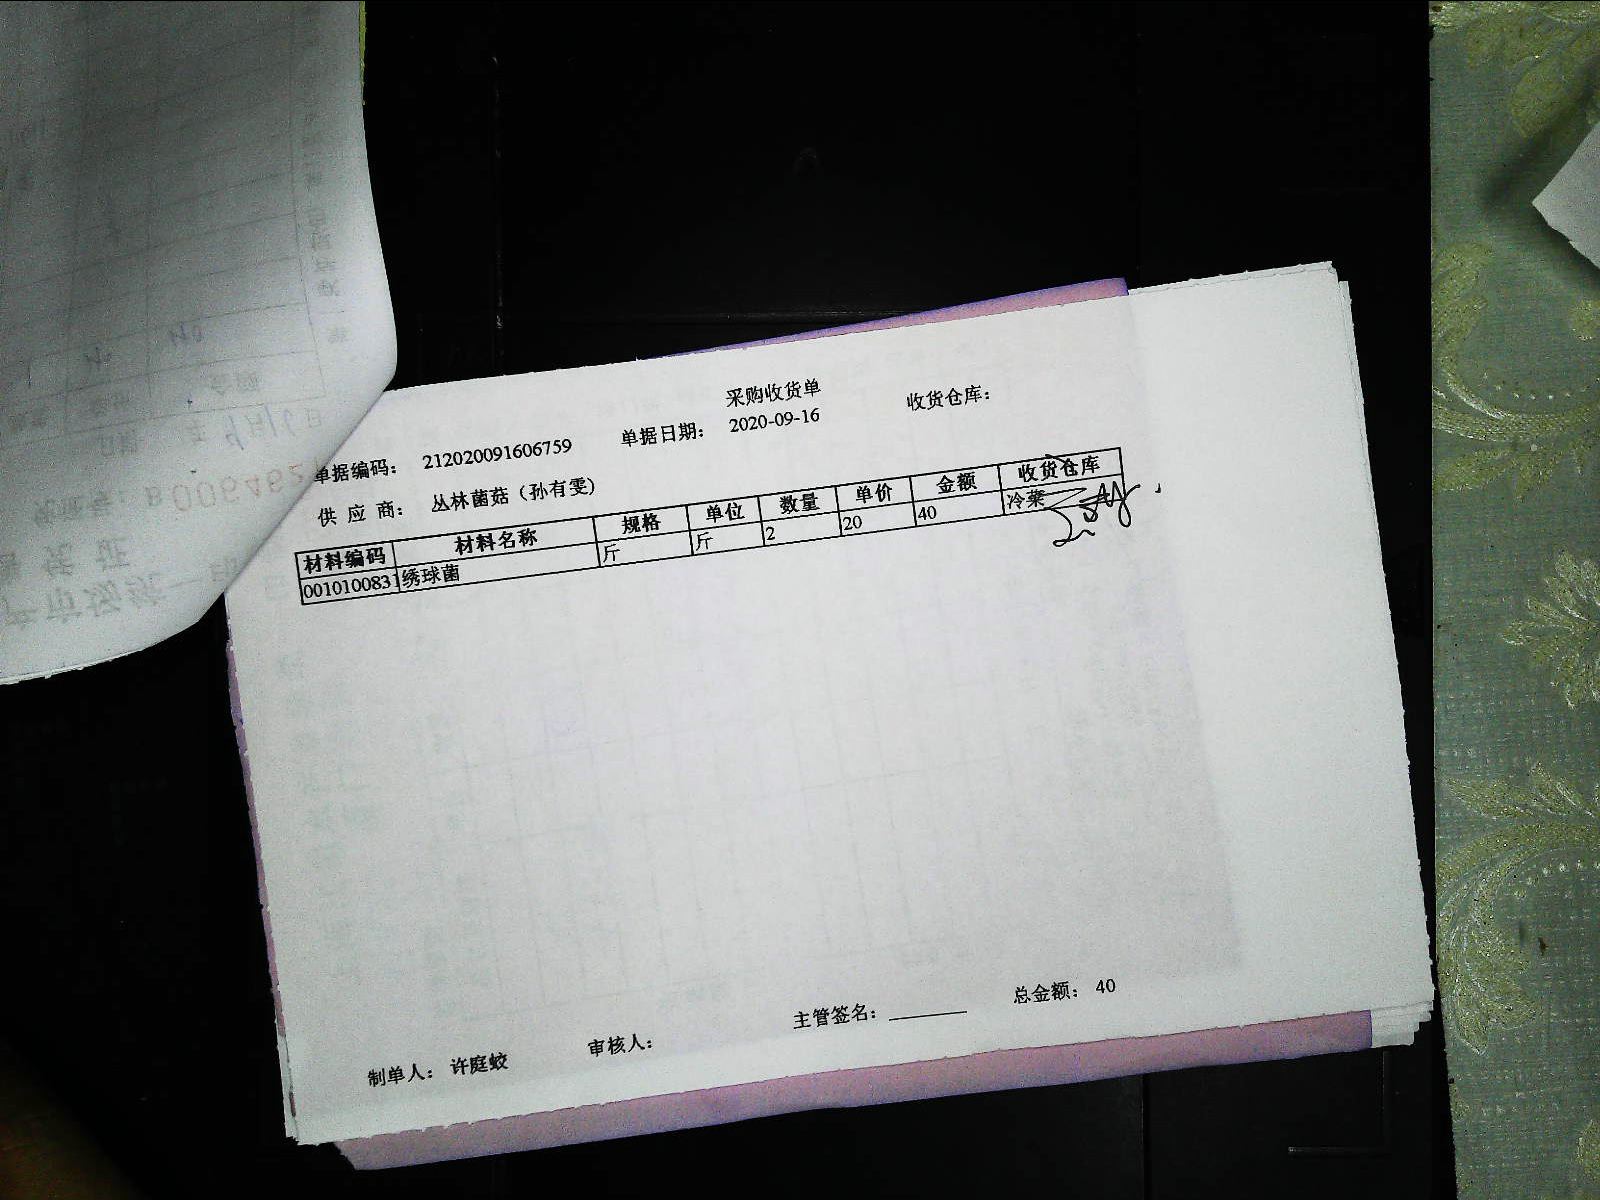 采购收货单
单据编码： 212020091606759 单据日期： 2020-09-16 收货仓库：
供 应 商： 丛林菌菇（孙有雯）
材料编码 材料名称 规格 单位 数量 单价 金额 收货仓库
0010100831 绣球菌 斤 斤 2 20 40 冷菜
制单人： 许庭蛟 审核人： 主管签名： 总金额： 40